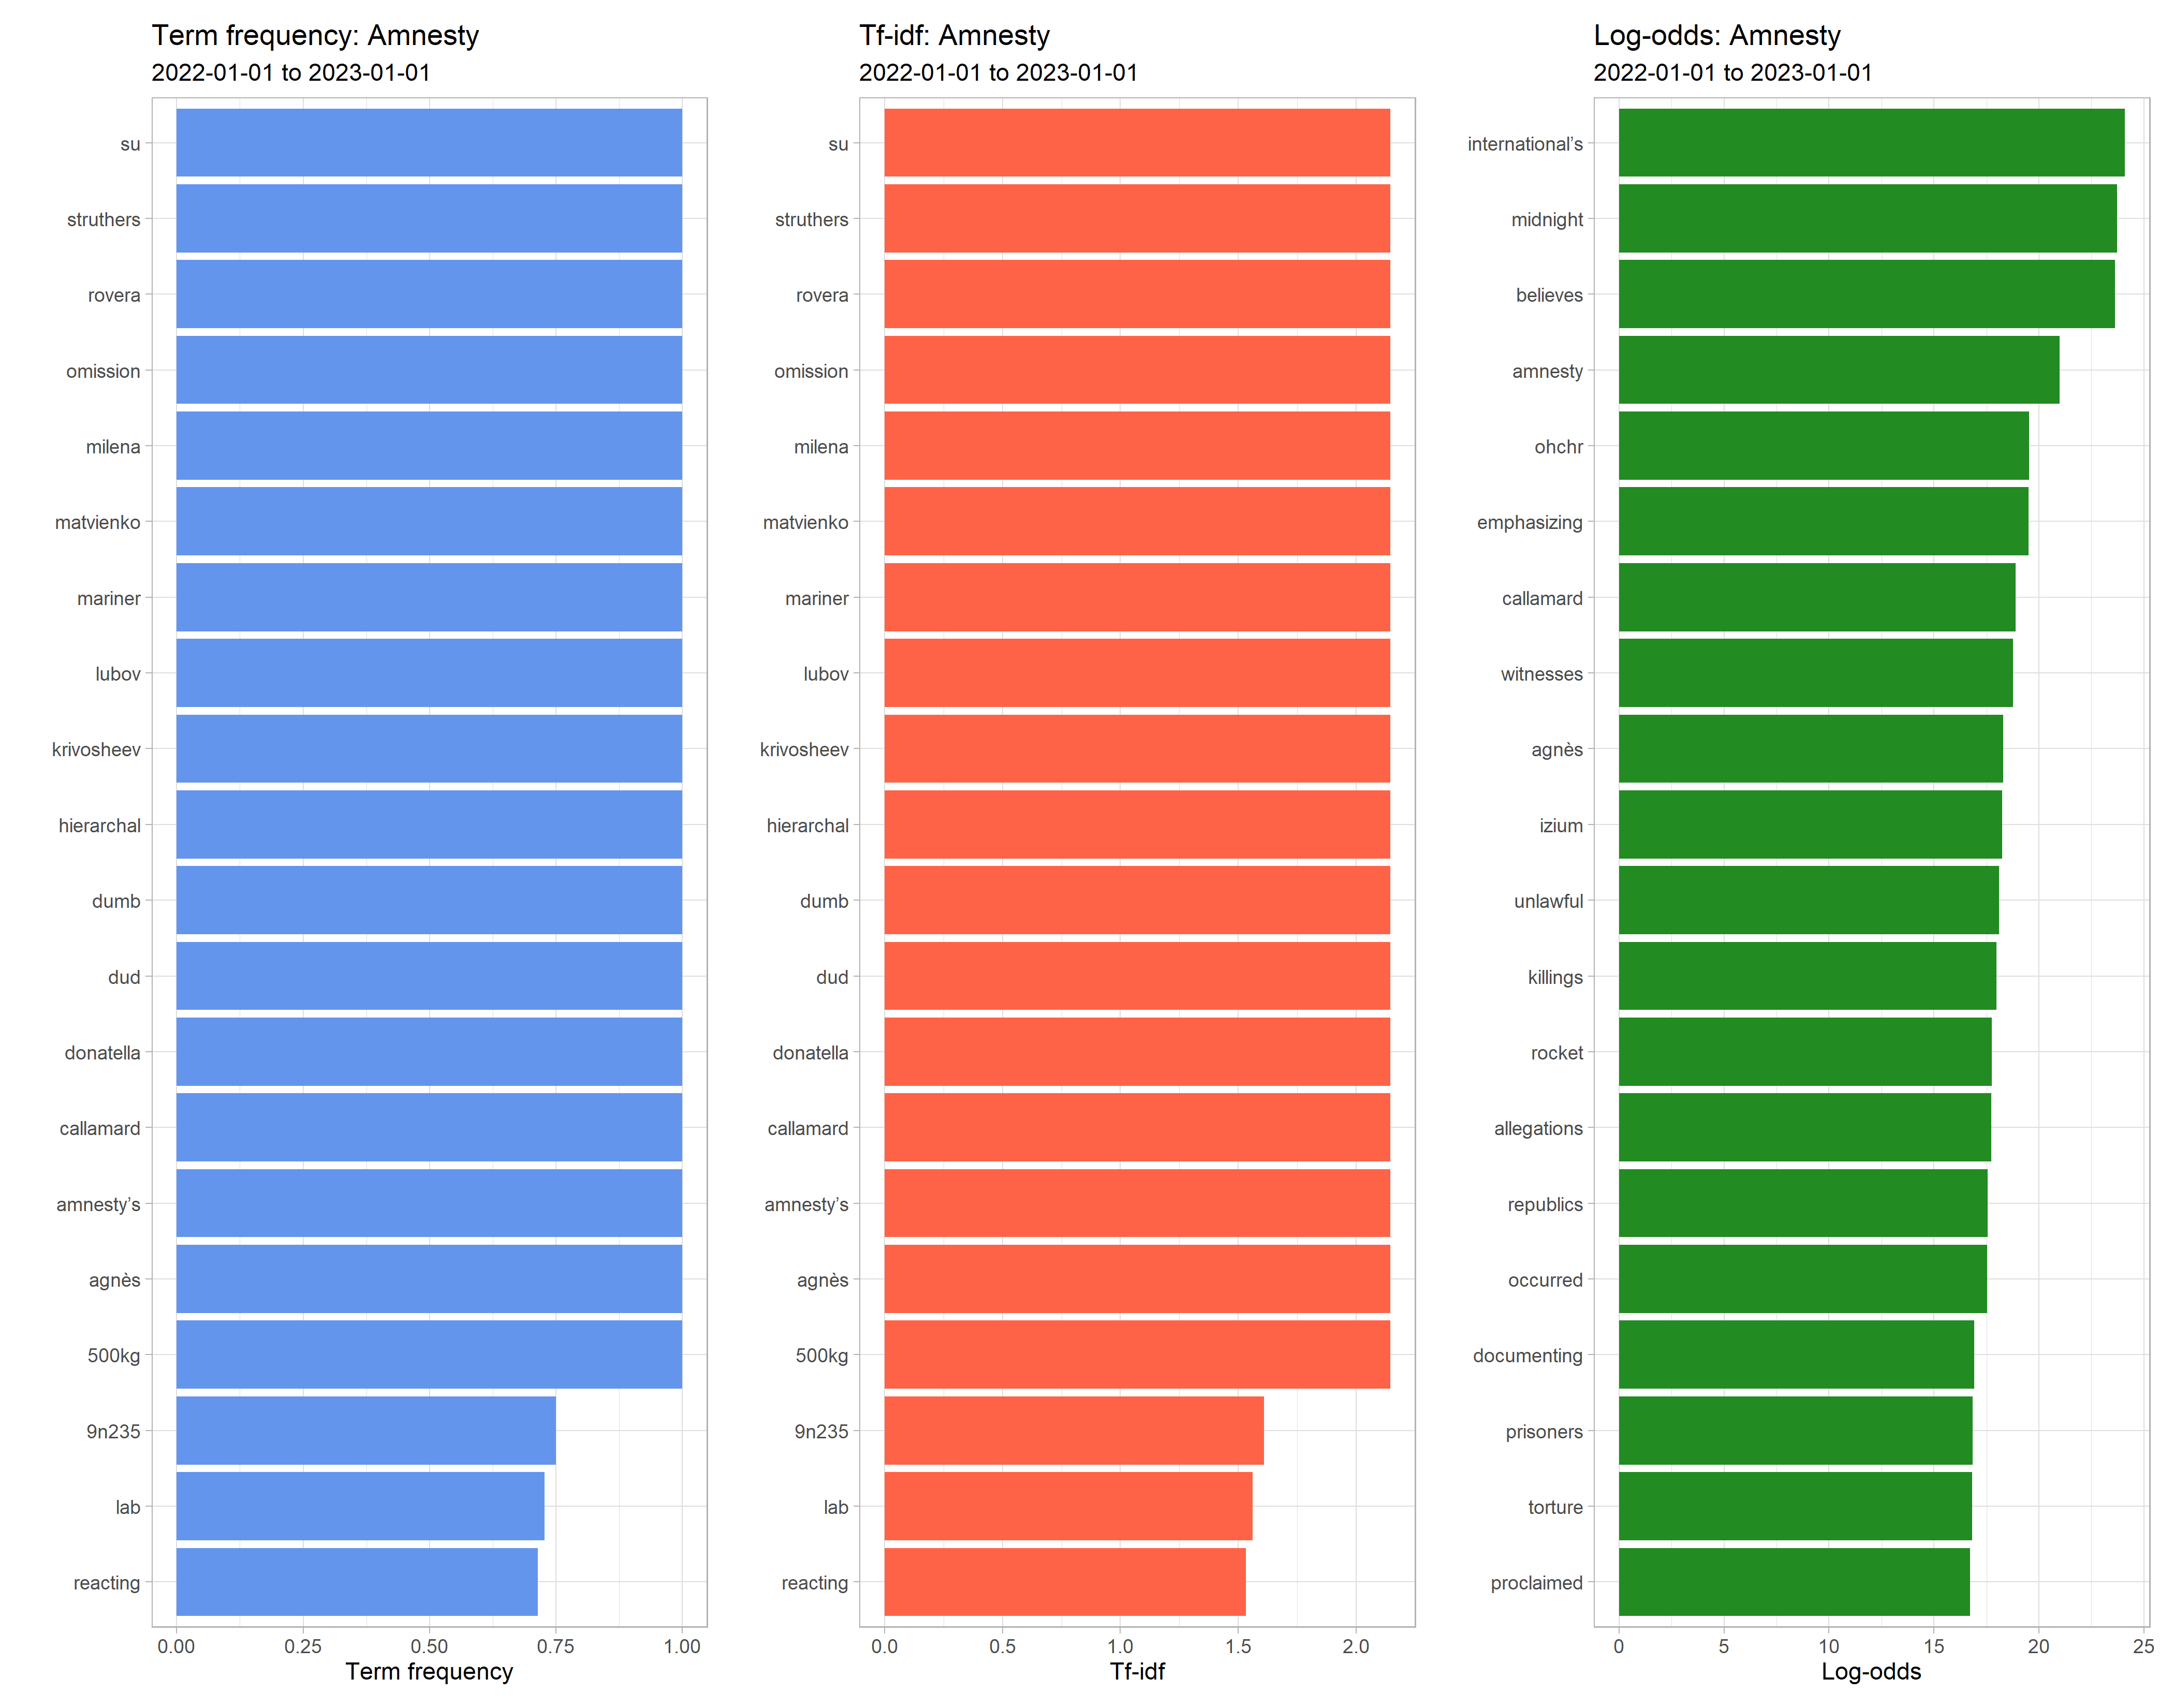 Term frequency: Amnesty
2022-01-01 to 2023-01-01
su
struthers
rovera
omission
milena
matvienko
mariner
lubov
krivosheev
hierarchal
dumb
dud
donatella
callamard
amnesty’s
agnès
500kg
9n235
lab
reacting
0.00 0.25 0.50 0.75 1.00
Term frequency
Tf-idf: Amnesty
2022-01-01 to 2023-01-01
su
struthers
rovera
omission
milena
matvienko
mariner
lubov
krivosheev
hierarchal
dumb
dud
donatella
callamard
amnesty’s
agnès
500kg
9n235
lab
reacting
0.0 0.5 1.0 1.5 2.0
Tf-idf
Log-odds: Amnesty
2022-01-01 to 2023-01-01
international’s
midnight
believes
amnesty
ohchr
emphasizing
callamard
witnesses
agnès
izium
unlawful
killings
rocket
allegations
republics
occurred
documenting
prisoners
torture
proclaimed
0 5 10 15 20 25
Log-odds